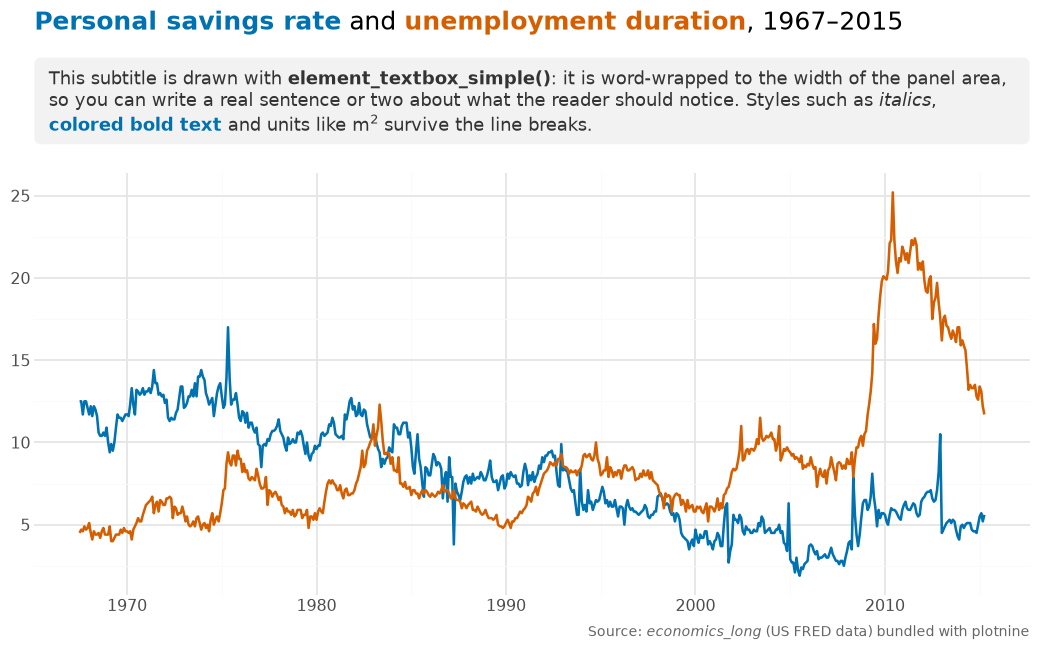 Personal savings rate and unemployment duration, 1967–2015
This subtitle is drawn with element_textbox_simple(): it is word-wrapped to the width of the panel area,
so you can write a real sentence or two about what the reader should notice. Styles such as italics,
colored bold text and units like m² survive the line breaks.
25
20
15
10
5
1970 1980 1990 2000 2010
Source: economics_long (US FRED data) bundled with plotnine